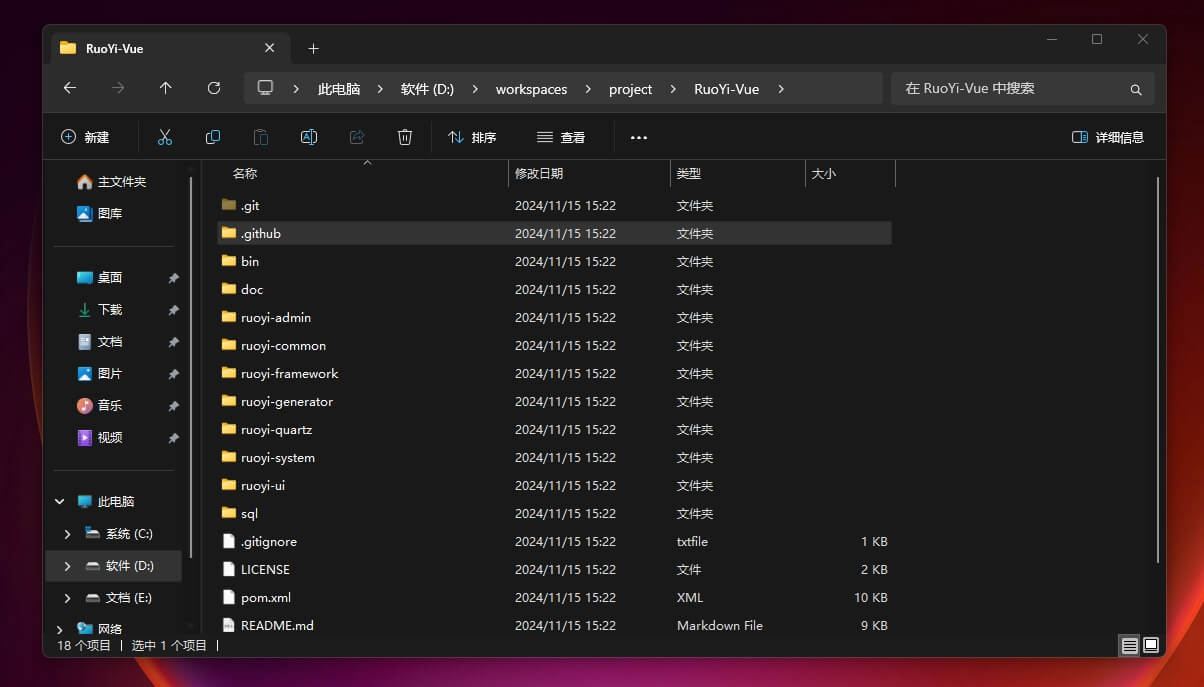 RuoYi-Vue
此电脑 软件 (D:) workspaces project RuoYi-Vue
在 RuoYi-Vue 中搜索
新建 排序 查看 详细信息
主文件夹
图库
桌面
下载
文档
图片
音乐
视频
此电脑
系统 (C:)
软件 (D:)
文档 (E:)
网络
名称 修改日期 类型 大小
.git 2024/11/15 15:22 文件夹
.github 2024/11/15 15:22 文件夹
bin 2024/11/15 15:22 文件夹
doc 2024/11/15 15:22 文件夹
ruoyi-admin 2024/11/15 15:22 文件夹
ruoyi-common 2024/11/15 15:22 文件夹
ruoyi-framework 2024/11/15 15:22 文件夹
ruoyi-generator 2024/11/15 15:22 文件夹
ruoyi-quartz 2024/11/15 15:22 文件夹
ruoyi-system 2024/11/15 15:22 文件夹
ruoyi-ui 2024/11/15 15:22 文件夹
sql 2024/11/15 15:22 文件夹
.gitignore 2024/11/15 15:22 txtfile 1 KB
LICENSE 2024/11/15 15:22 文件 2 KB
pom.xml 2024/11/15 15:22 XML 10 KB
README.md 2024/11/15 15:22 Markdown File 9 KB
18 个项目 选中 1 个项目